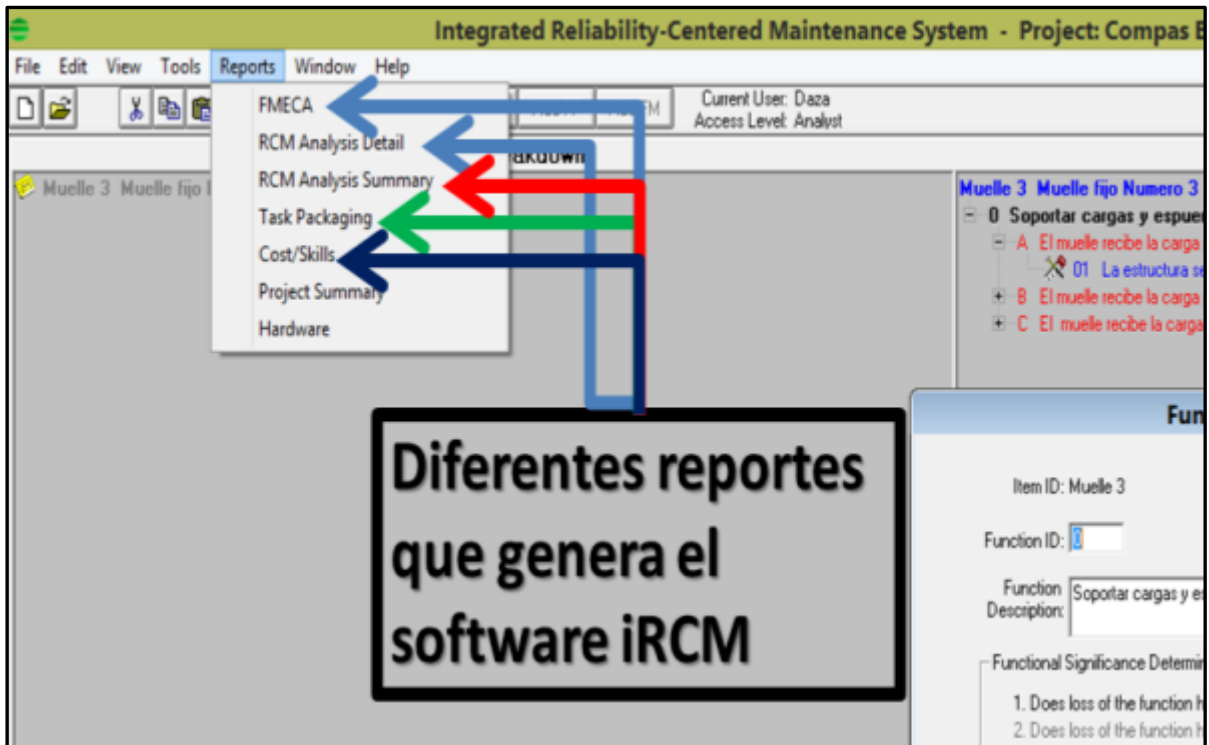 Integrated Reliability-Centered Maintenance System - Project: Compas
File Edit View Tools Reports Window Help
Current User: Daza
Access Level: Analyst
FMECA
RCM Analysis Detail
RCM Analysis Summary
Task Packaging
Cost/Skills
Project Summary
Hardware
Muelle 3 Muelle fijo
Muelle 3 Muelle fijo Numero 3
0 Soportar cargas y
A El muelle recibe la carga
01 La estructura
B El muelle recibe la carga
C El muelle recibe la carga
Diferentes reportes
que genera el
software iRCM
Item ID: Muelle 3
Function ID: 0
Function
Description:
Soportar cargas y
Functional Significance
1. Does loss of the function
2. Does loss of the function